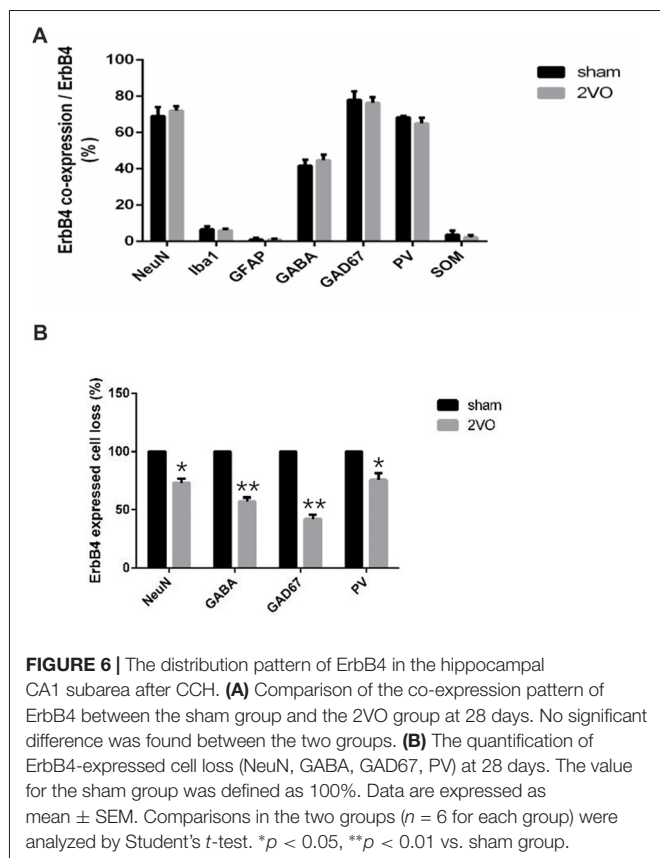 A
ErbB4 co-expression / ErbB4
(%)
80
60
40
20
0
100
NeuN
Iba1
GFAP
GABA
GAD67
PV
SOM
sham
2VO
B
ErbB4 expressed cell loss (%)
150
100
50
0
NeuN
GABA
GAD67
PV
*
**
**
*
sham
2VO
FIGURE 6 | The distribution pattern of ErbB4 in the hippocampal
CA1 subarea after CCH. (A) Comparison of the co-expression pattern of
ErbB4 between the sham group and the 2VO group at 28 days. No significant
difference was found between the two groups. (B) The quantification of
ErbB4-expressed cell loss (NeuN, GABA, GAD67, PV) at 28 days. The value
for the sham group was defined as 100%. Data are expressed as
mean ± SEM. Comparisons in the two groups (n = 6 for each group) were
analyzed by Student's t-test. *p < 0.05, **p < 0.01 vs. sham group.